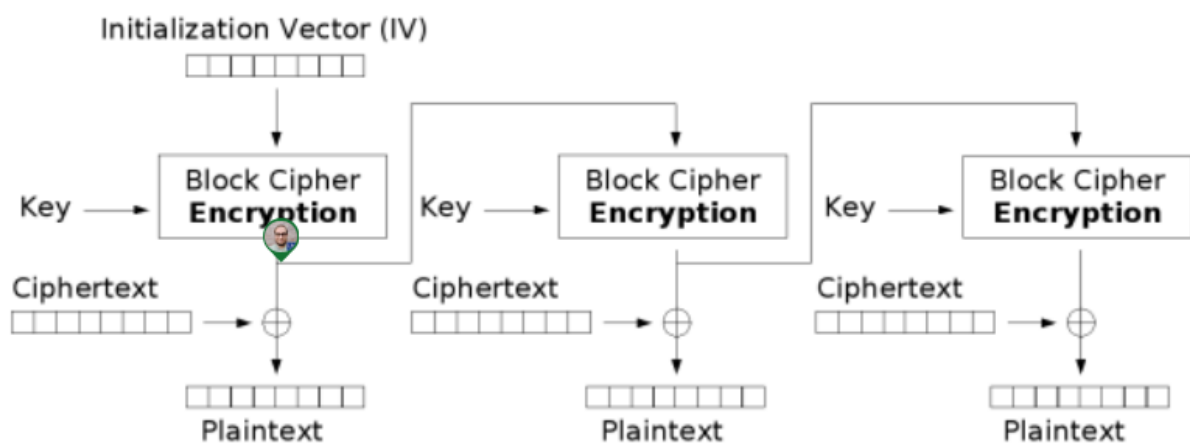 Initialization Vector (IV)
Key
Block Cipher
Encryption
Key
Block Cipher
Encryption
Key
Block Cipher
Encryption
Ciphertext
Ciphertext
Ciphertext
Plaintext
Plaintext
Plaintext